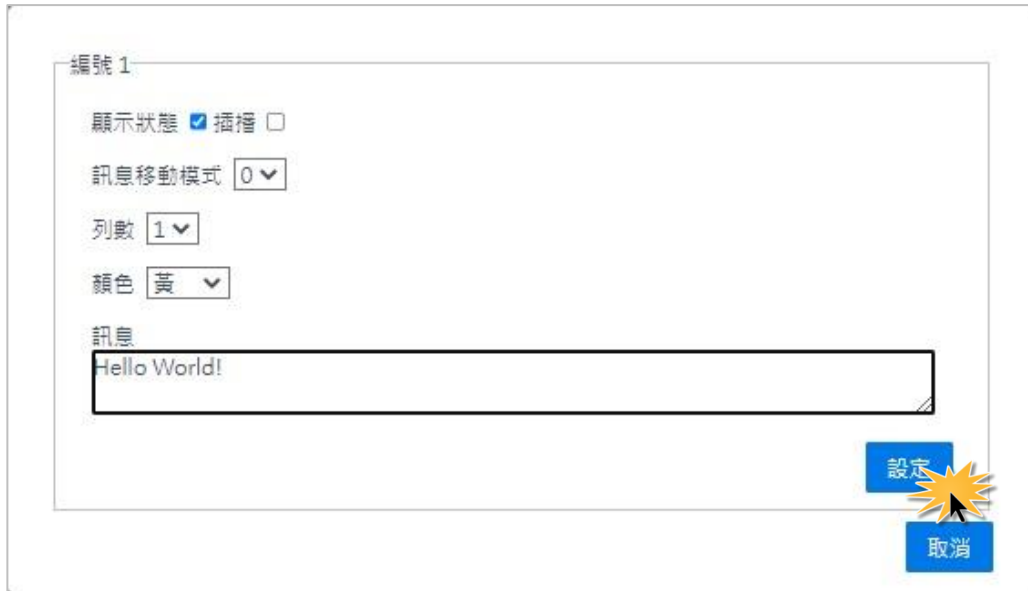 編號 1
顯示狀態 插播
訊息移動模式 0
列數 1
顏色 黃
訊息
Hello World!
設定
取消